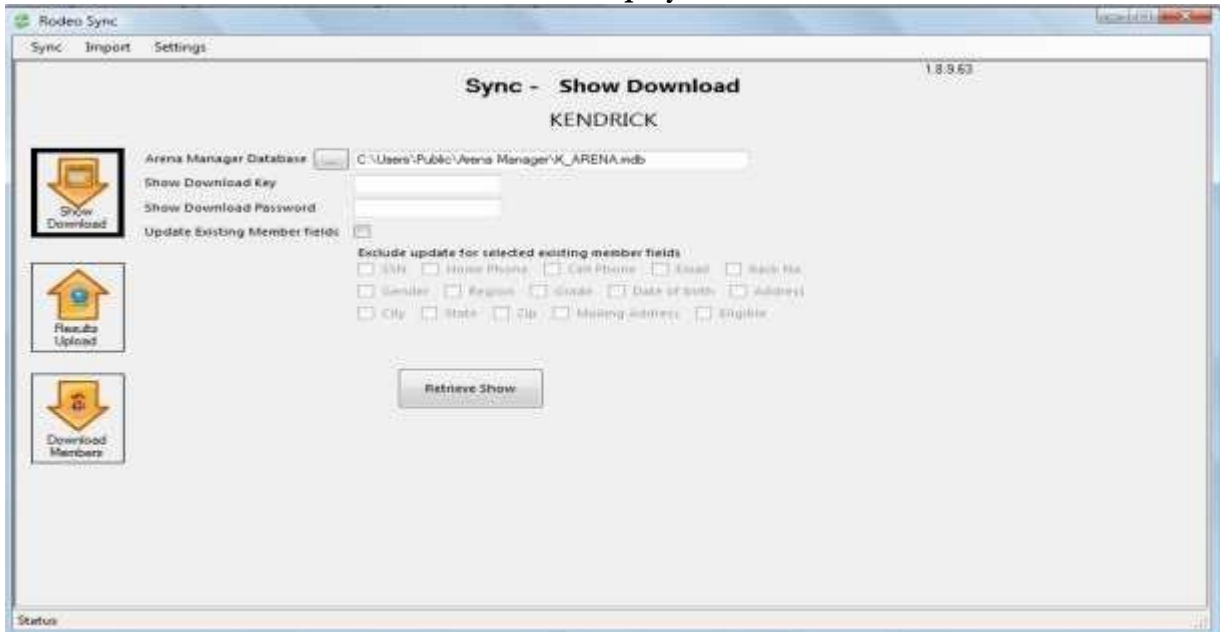 Rodeo Sync
Sync Import Settings
1.8.9.63
Sync - Show Download
KENDRICK
Arena Manager Database ... C:\Users\Public\Arena Manager\K_ARENA.mdb
Show Download Key
Show Download Password
Update Existing Member fields
Exclude update for selected existing member fields
SSN Home Phone Cell Phone Email Back No
Gender Region Grade Date of birth Address
City State Zip Mailing Address Eligible
Show
Download
Results
Upload
Retrieve Show
Download
Members
Status